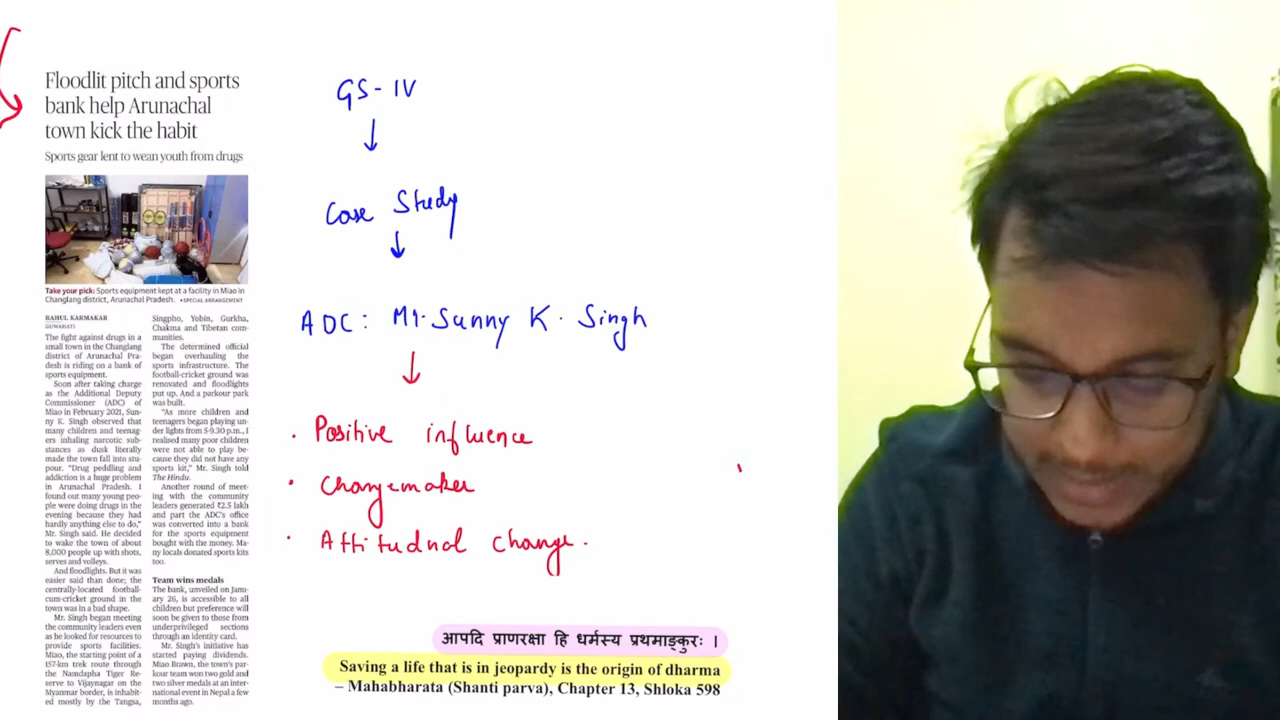 Floodlit pitch and sports
bank help Arunachal
town kick the habit
Sports gear lent to wean youth from drugs
Take your pick: Sports equipment kept at a facility in Miao in
Changlang district, Arunachal Pradesh. •SPECIAL ARRANGEMENT
RAHUL KARMAKAR
GUWAHATI
The fight against drugs in a
small town in the Changlang
district of Arunachal Pra-
desh is riding on a bank of
sports equipment.
Soon after taking charge
as the Additional Deputy
Commissioner (ADC) of
Miao in February 2021, Sun-
ny K. Singh observed that
many children and teenag-
ers inhaling narcotic sub-
stances as dusk literally
made the town fall into stu-
pour. “Drug peddling and
addiction is a huge problem
in Arunachal Pradesh. I
found out many young peo-
ple were doing drugs in the
evening because they had
hardly anything else to do,”
Mr. Singh said. He decided
to wake the town of about
8,000 people up with shots,
serves and volleys.
And floodlights. But it was
easier said than done; the
centrally-located football-
cum-cricket ground in the
town was in a bad shape.
Mr. Singh began meeting
the community leaders even
as he looked for resources to
provide sports facilities.
Miao, the starting point of a
157-km trek route through
the Namdapha Tiger Re-
serve to Vijaynagar on the
Myanmar border, is inhabit-
ed mostly by the Tangsa,
Singpho, Yobin, Gurkha,
Chakma and Tibetan com-
munities.
The determined official
began overhauling the
sports infrastructure. The
football-cricket ground was
renovated and floodlights
put up. And a parkour park
was built.
“As more children and
teenagers began playing un-
der lights from 5-9.30 p.m., I
realised many poor children
were not able to play be-
cause they did not have any
sports kit,” Mr. Singh told
The Hindu.
Another round of meet-
ing with the community
leaders generated ₹2.5 lakh
and part the ADC’s office
was converted into a bank
for the sports equipment
bought with the money. Ma-
ny locals donated sports kits
too.
Team wins medals
The bank, unveiled on Janu-
ary 26, is accessible to all
children but preference will
soon be given to those from
underprivileged sections
through an identity card.
Mr. Singh’s initiative has
started paying dividends.
Miao Brawn, the town’s par-
kour team won two gold and
two silver medals at an inter-
national event in Nepal a few
months ago.
GS-IV
Case Study
ADC: Mr. Sunny K. Singh
• Positive influence
• Changemaker
• Attitudnal change.
आपदि प्राणरक्षा हि धर्मस्य प्रथमाङ्कुरः ।
Saving a life that is in jeopardy is the origin of dharma
– Mahabharata (Shanti parva), Chapter 13, Shloka 598